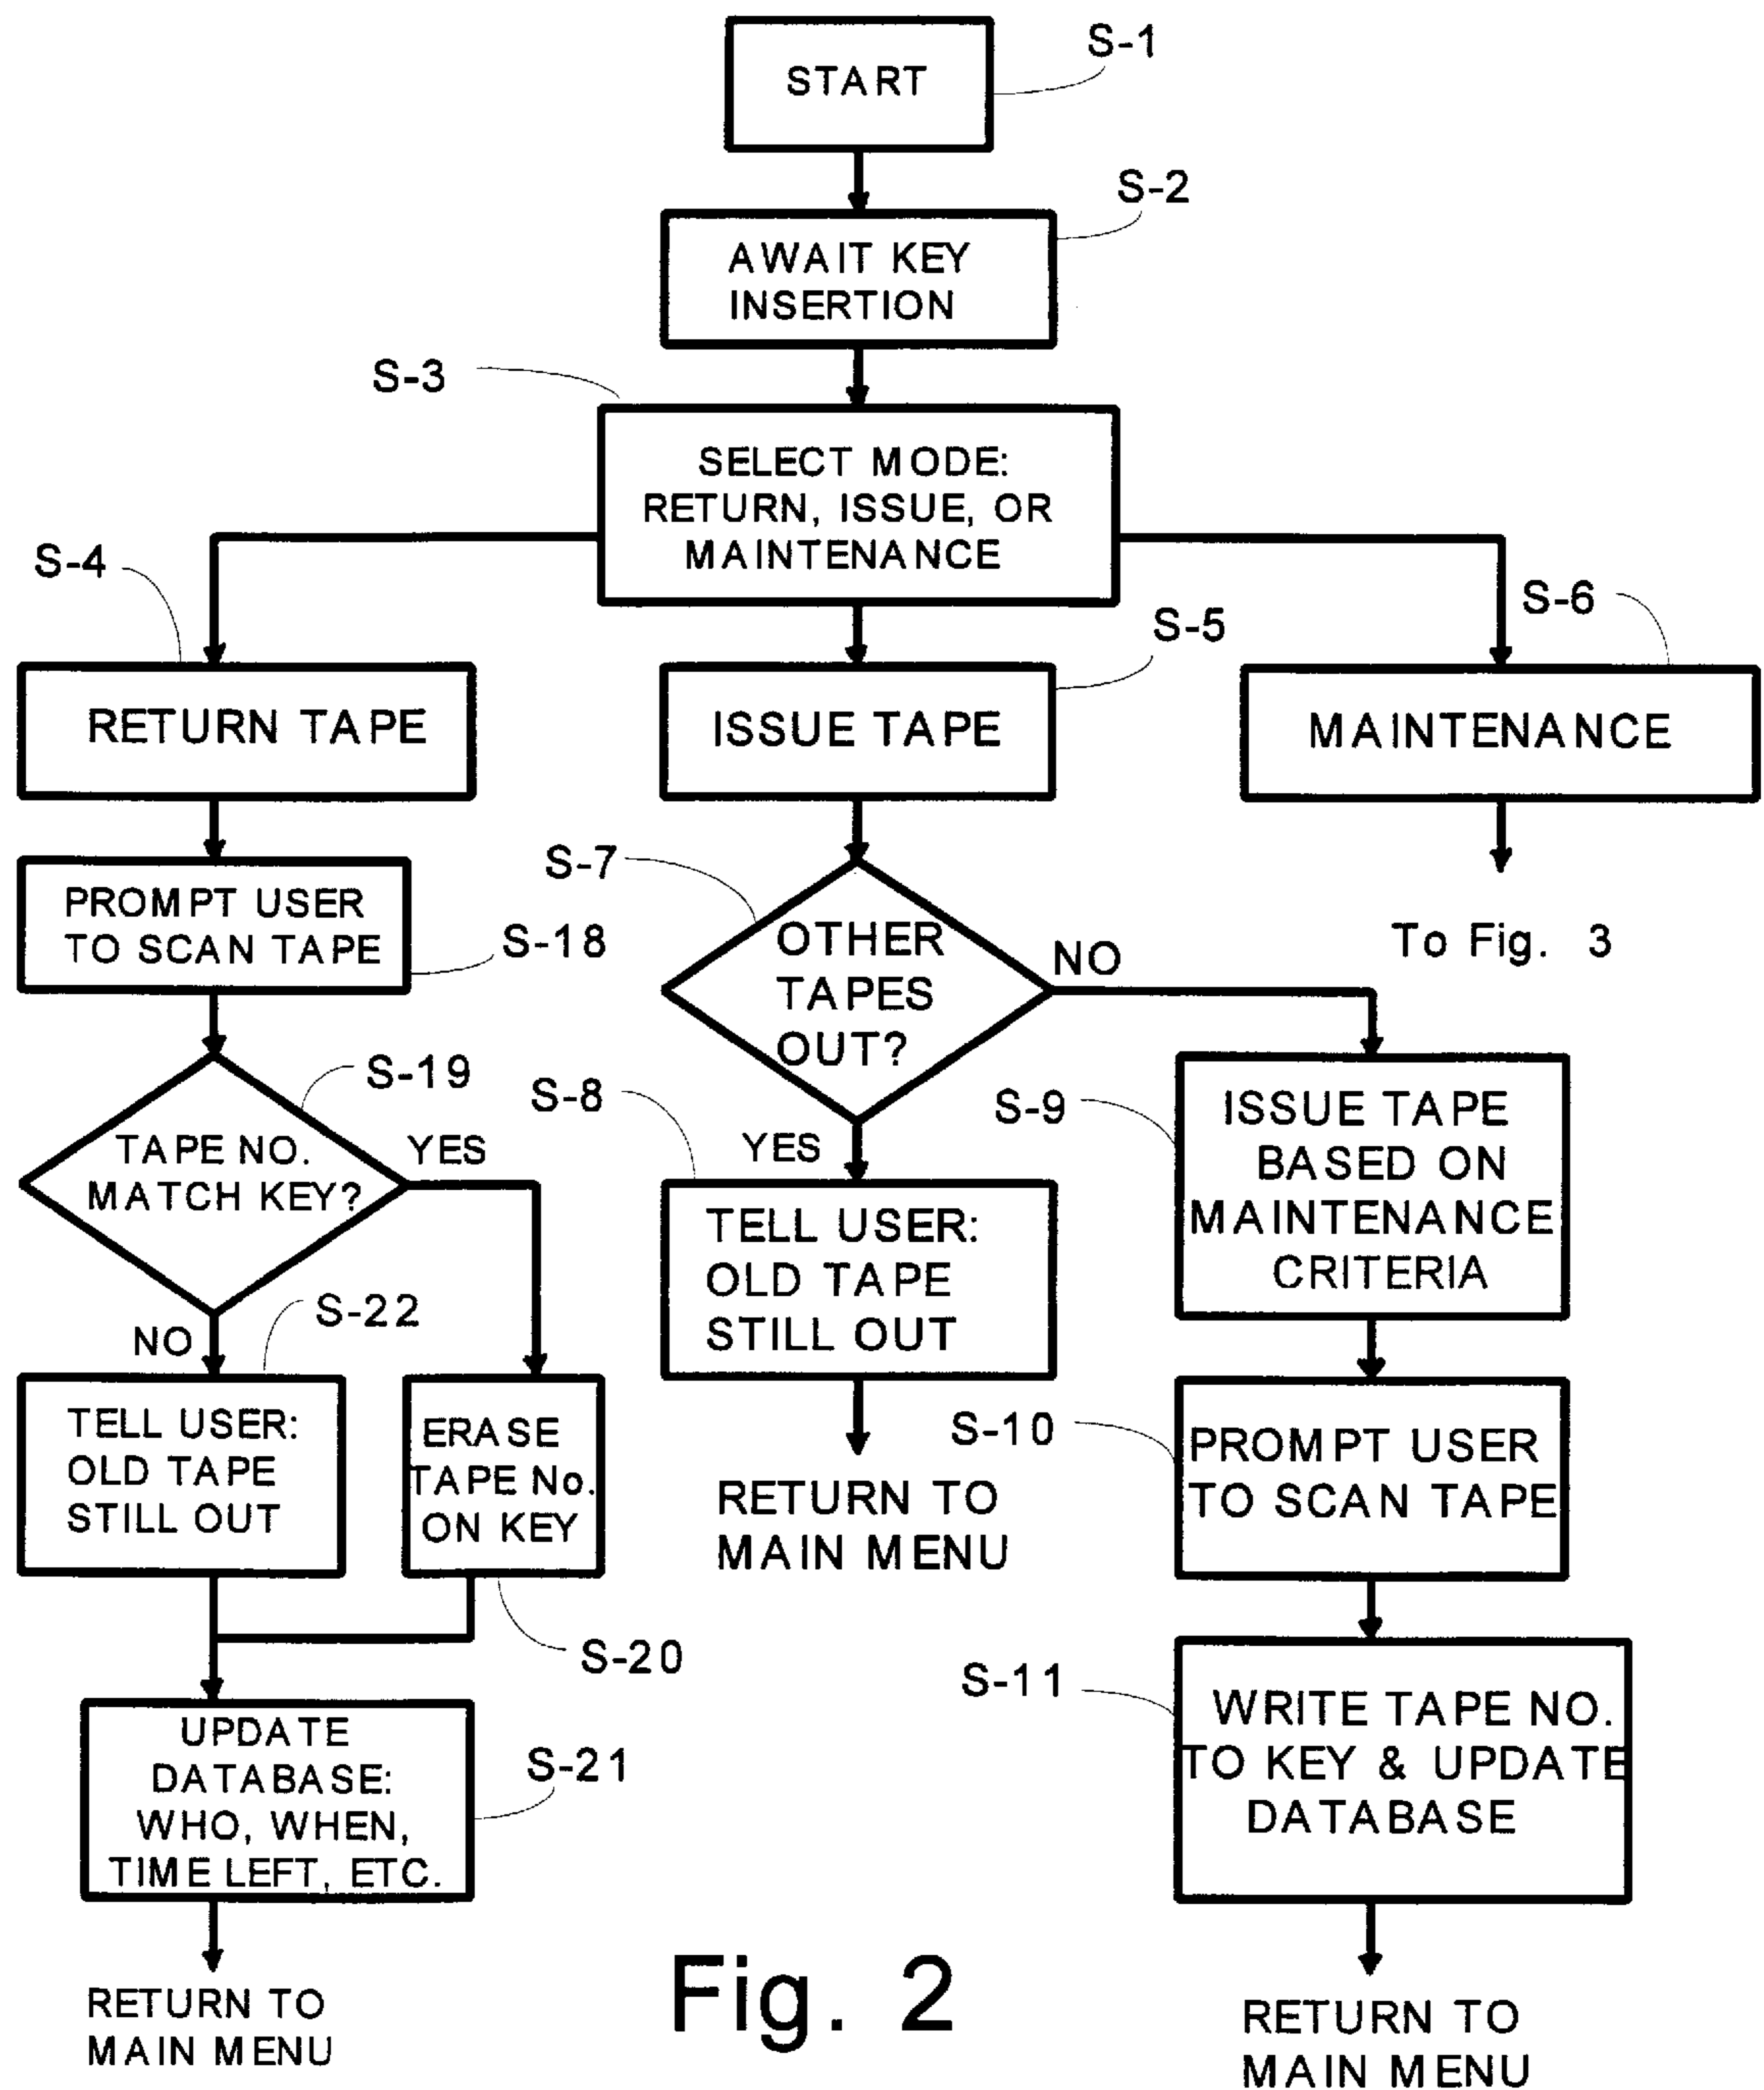 START
S-1
AWAIT KEY
INSERTION
S-2
S-3
SELECT MODE:
RETURN, ISSUE, OR
MAINTENANCE
S-4
RETURN TAPE
S-5
ISSUE TAPE
S-6
MAINTENANCE
To Fig. 3
PROMPT USER
TO SCAN TAPE
S-18
S-19
TAPE NO.
MATCH KEY?
YES
NO
S-22
TELL USER:
OLD TAPE
STILL OUT
ERASE
TAPE No.
ON KEY
S-20
UPDATE
DATABASE:
WHO, WHEN,
TIME LEFT, ETC.
S-21
RETURN TO
MAIN MENU
S-7
OTHER
TAPES
OUT?
NO
YES
S-8
TELL USER:
OLD TAPE
STILL OUT
RETURN TO
MAIN MENU
S-9
ISSUE TAPE
BASED ON
MAINTENANCE
CRITERIA
S-10
PROMPT USER
TO SCAN TAPE
S-11
WRITE TAPE NO.
TO KEY & UPDATE
DATABASE
RETURN TO
MAIN MENU
Fig. 2